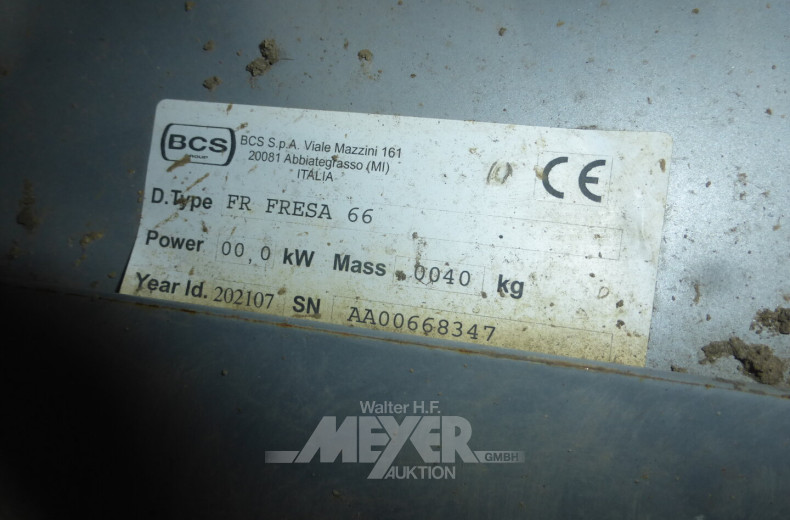 BCS
GROUP
BCS S.p.A. Viale Mazzini 161
20081 Abbiategrasso (MI)
ITALIA
CE
D.Type FR FRESA 66
Power 00,0 kW Mass 0040 kg
Year Id. 202107 SN AA00668347
Walter H.F.
MEYER
GMBH
AUKTION